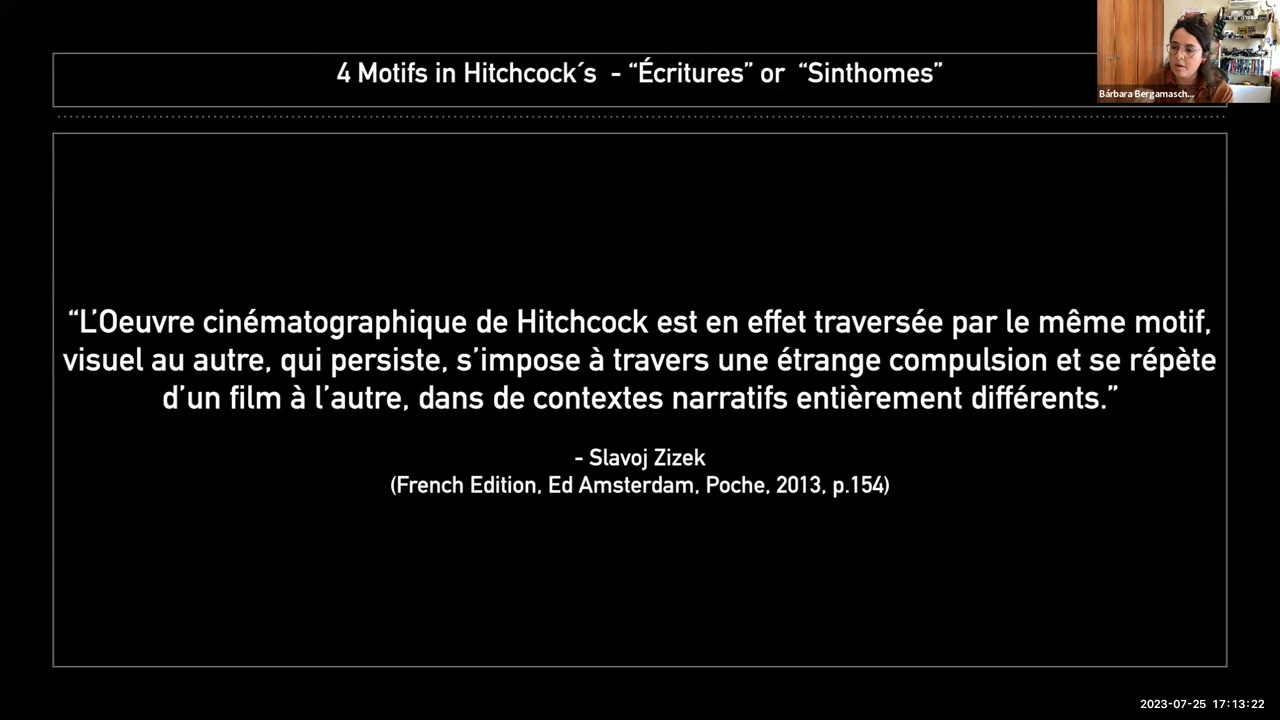 4 Motifs in Hitchcock´s - “Écritures” or “Sinthomes”
Bárbara Bergamasch...
“L’Oeuvre cinématographique de Hitchcock est en effet traversée par le même motif,
visuel au autre, qui persiste, s’impose à travers une étrange compulsion et se répète
d’un film à l’autre, dans de contextes narratifs entièrement différents.”
- Slavoj Zizek
(French Edition, Ed Amsterdam, Poche, 2013, p.154)
2023-07-25 17:13:22